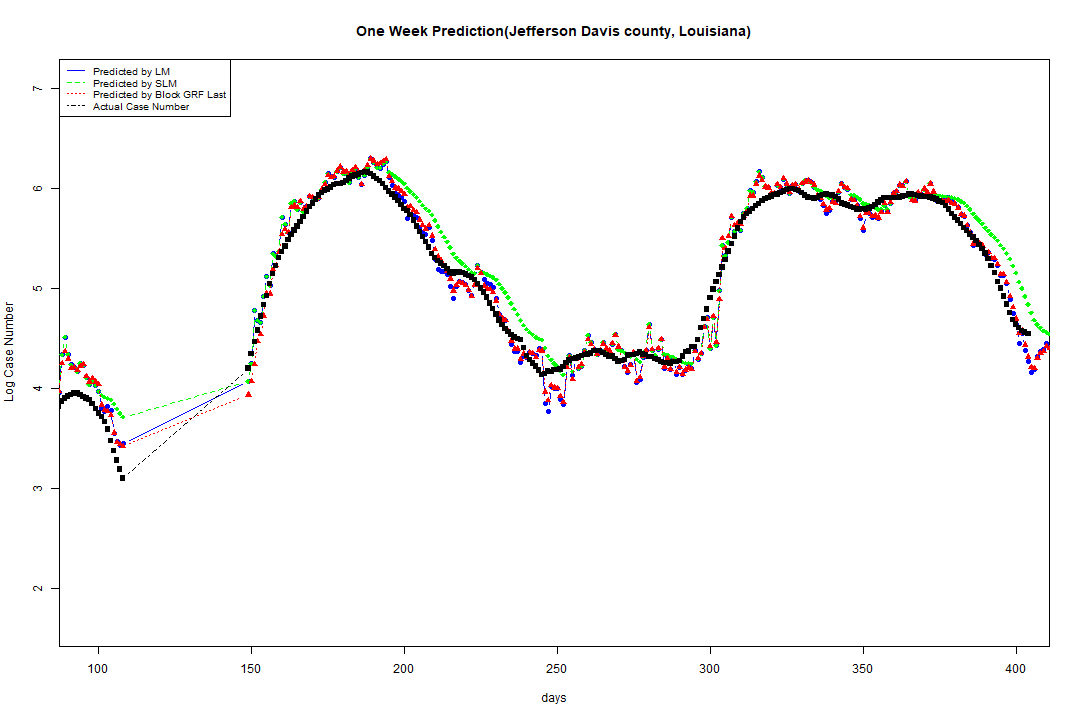 One Week Prediction(Jefferson Davis county, Louisiana)
Predicted by LM
Predicted by SLM
Predicted by Block GRF Last
Actual Case Number
Log Case Number
7
6
5
4
3
2
100 150 200 250 300 350 400
days